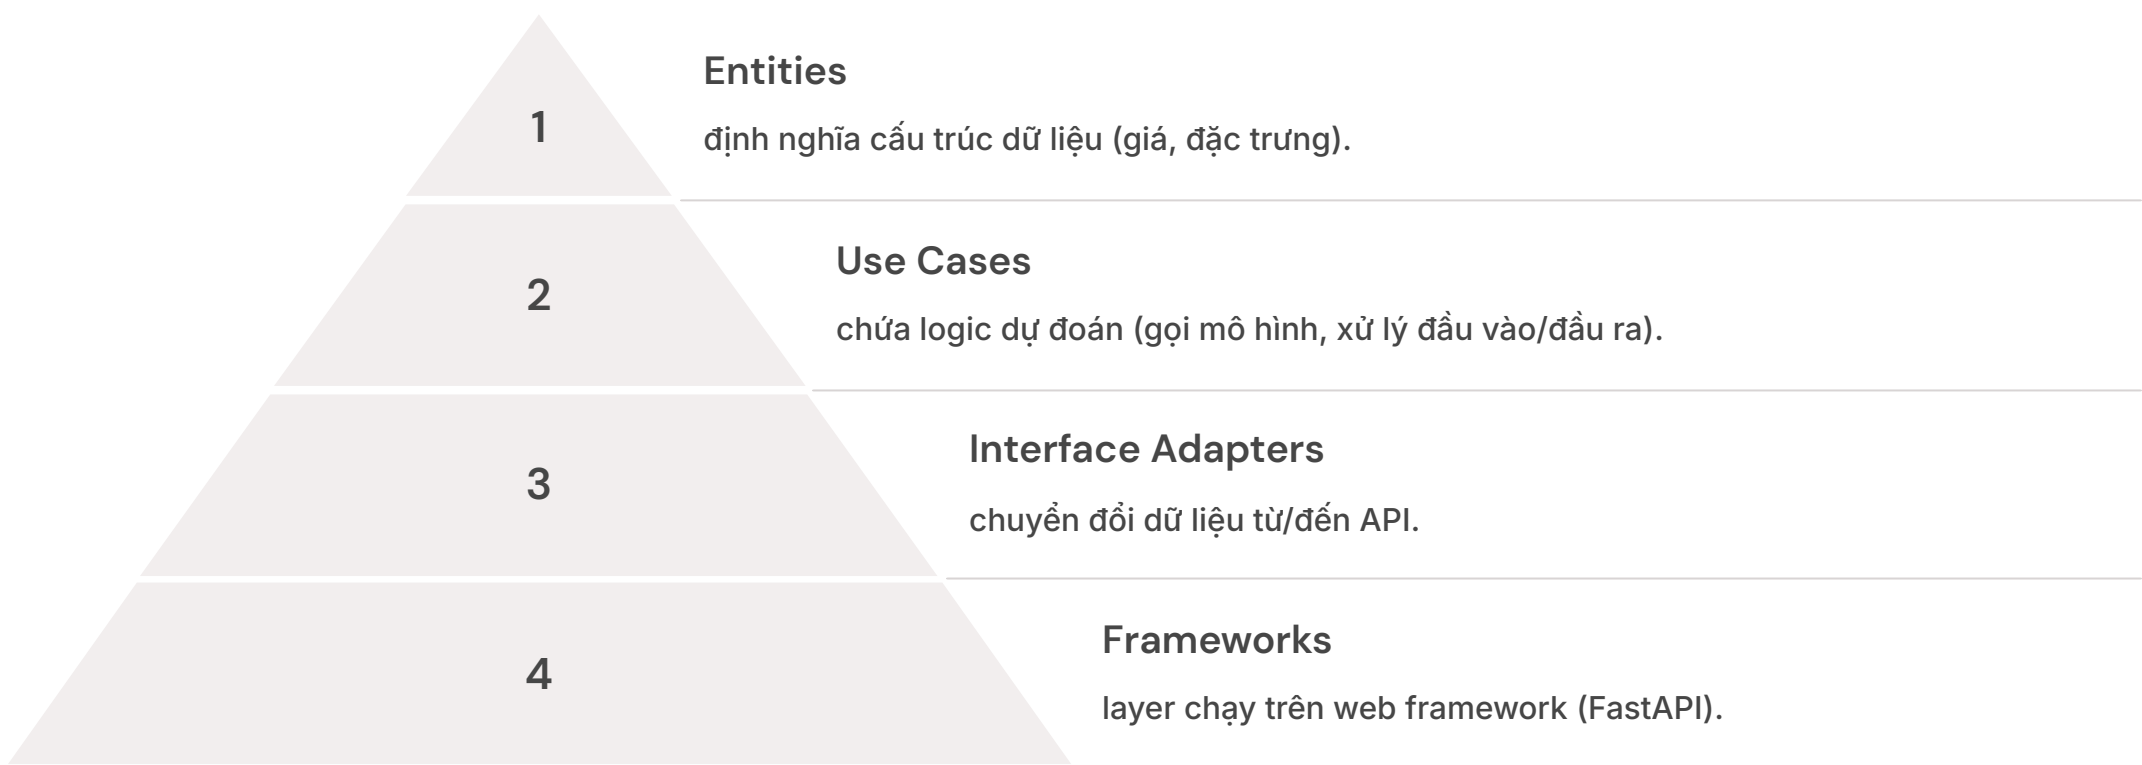 1
Entities
định nghĩa cấu trúc dữ liệu (giá, đặc trưng).
2
Use Cases
chứa logic dự đoán (gọi mô hình, xử lý đầu vào/đầu ra).
3
Interface Adapters
chuyển đổi dữ liệu từ/đến API.
4
Frameworks
layer chạy trên web framework (FastAPI).